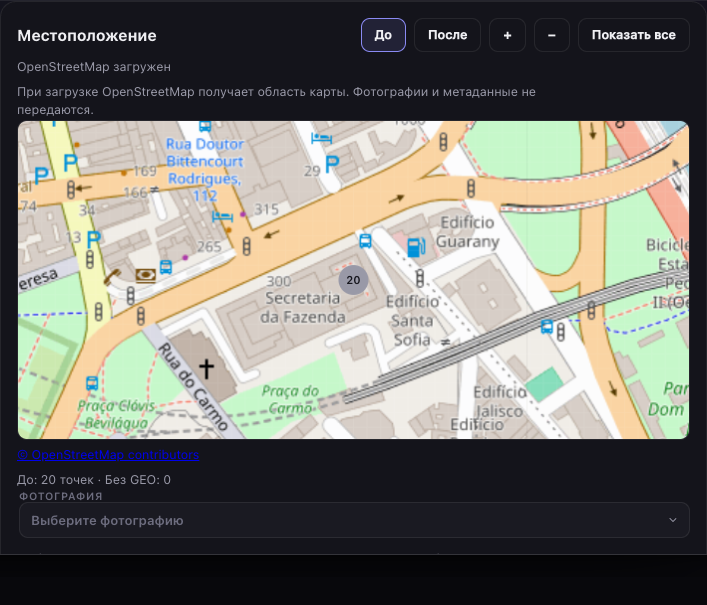 Местоположение
До
После
+
−
Показать все
OpenStreetMap загружен
При загрузке OpenStreetMap получает область карты. Фотографии и метаданные не
передаются.
Rua Doutor
Bittencourt
Rodrigues,
112
P
P
P
P
169
166
29
74
34
13
315
265
300
Edifício
Guarany
20
Secretaria
da Fazenda
Edifício
Santa
Sofia
eresa
Rua do Carmo
Praça do
Carmo
Praça Clóvis
Beviláqua
Edifício
Jalisco
Edifício
Dom
© OpenStreetMap contributors
До: 20 точек · Без GEO: 0
ФОТОГРАФИЯ
Выберите фотографию